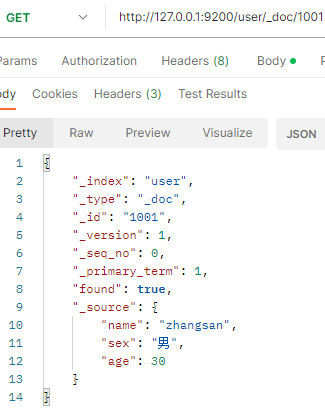 GET http://127.0.0.1:9200/user/_doc/1001
Params Authorization Headers (8) Body
Body Cookies Headers (3) Test Results
Pretty Raw Preview Visualize JSON
1 {
2 "_index": "user",
3 "_type": "_doc",
4 "_id": "1001",
5 "_version": 1,
6 "_seq_no": 0,
7 "_primary_term": 1,
8 "found": true,
9 "_source": {
10 "name": "zhangsan",
11 "sex": "男",
12 "age": 30
13 }
14 }